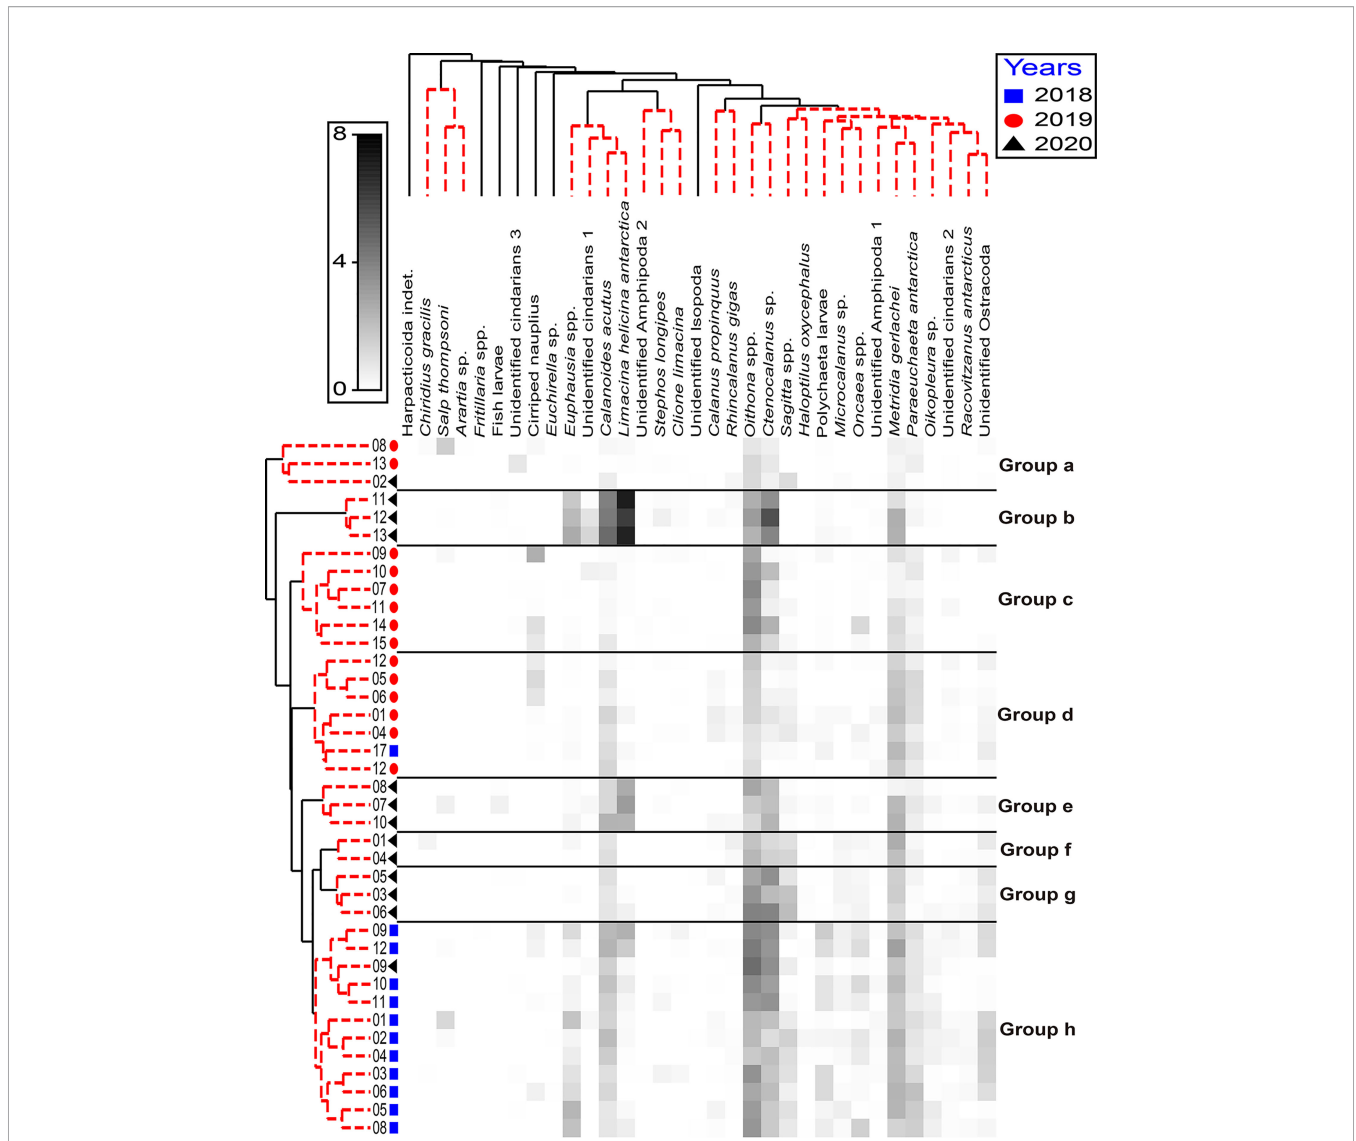 Years
2018
2019
2020
8
4
0
Harpacticoida indet.
Chiridius gracilis
Salp thompsoni
Arartia sp.
Fritillaria spp.
Fish larvae
Unidentified cindarians 3
Cirriped nauplius
Euchirella sp.
Euphausia spp.
Unidentified cindarians 1
Calanoides acutus
Limacina helicina antarctica
Unidentified Amphipoda 2
Stephos longipes
Clione limacina
Unidentified Isopoda
Calanus propinquus
Rhincalanus gigas
Oithona spp.
Ctenocalanus sp.
Sagitta spp.
Haloptilus oxycephalus
Polychaeta larvae
Microcalanus sp.
Oncaea spp.
Unidentified Amphipoda 1
Metridia gerlachei
Paraeuchaeta antarctica
Oikopleura sp.
Unidentified cindarians 2
Racovitzanus antarcticus
Unidentified Ostracoda
08
13
02
Group a
11
12
13
Group b
09
10
07
11
14
15
Group c
12
05
06
01
04
17
12
Group d
08
07
10
Group e
01
04
Group f
05
03
06
Group g
09
12
09
10
11
01
02
04
03
06
05
08
Group h